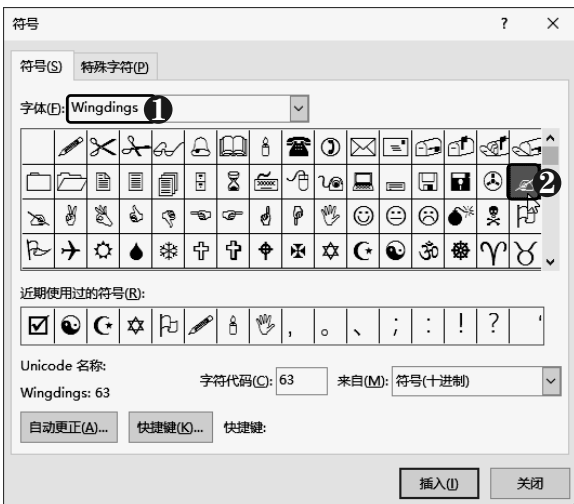 符号 ? ×
符号(S) 特殊字符(P)
字体(F): Wingdings 1
2
近期使用过的符号(R):
, 。 、 ; : ! ? ‘
Unicode 名称:
Wingdings: 63
字符代码(C): 63 来自(M): 符号(十进制)
自动更正(A)... 快捷键(K)... 快捷键:
插入(I) 关闭